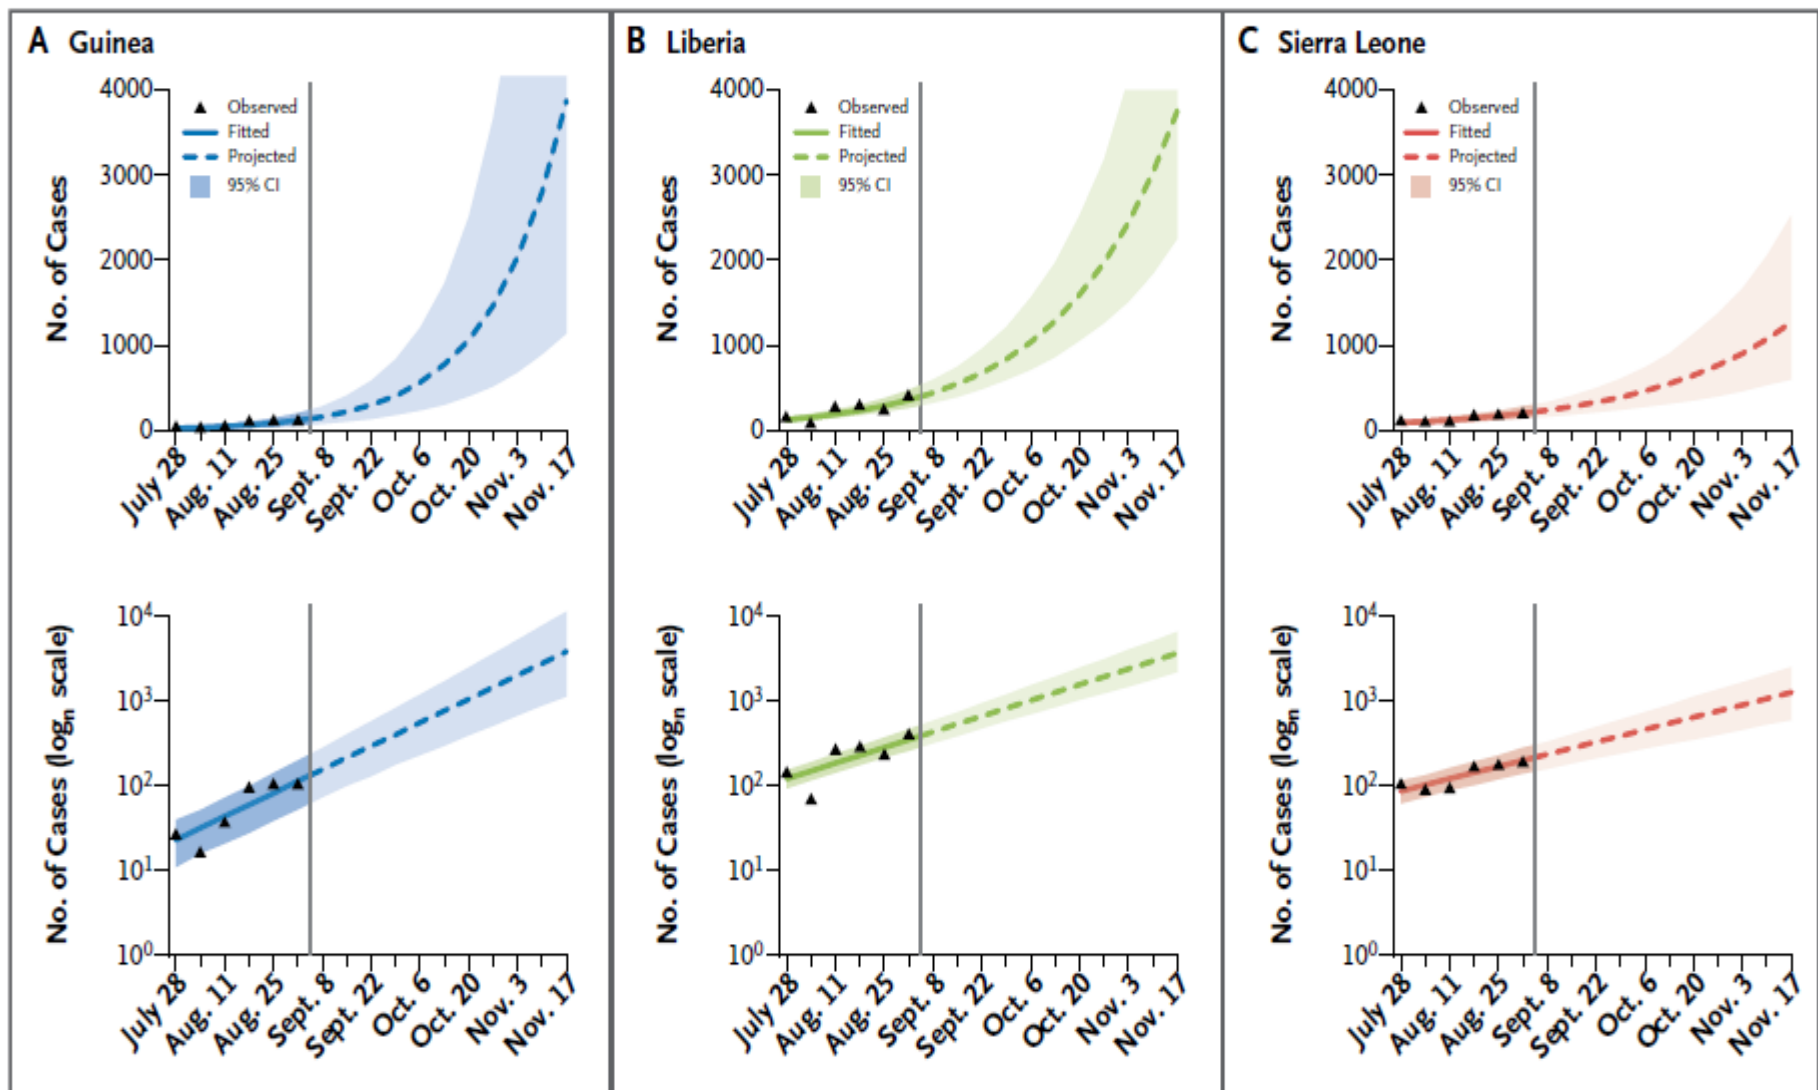 A Guinea
4000
3000
2000
1000
0
No. of Cases
Observed
Fitted
Projected
95% CI
July 28
Aug. 11
Aug. 25
Sept. 8
Sept. 22
Oct. 6
Oct. 20
Nov. 3
Nov. 17
10⁴
10³
10²
10¹
10⁰
No. of Cases (logₙ scale)
July 28
Aug. 11
Aug. 25
Sept. 8
Sept. 22
Oct. 6
Oct. 20
Nov. 3
Nov. 17
B Liberia
4000
3000
2000
1000
0
No. of Cases
Observed
Fitted
Projected
95% CI
July 28
Aug. 11
Aug. 25
Sept. 8
Sept. 22
Oct. 6
Oct. 20
Nov. 3
Nov. 17
10⁴
10³
10²
10¹
10⁰
No. of Cases (logₙ scale)
July 28
Aug. 11
Aug. 25
Sept. 8
Sept. 22
Oct. 6
Oct. 20
Nov. 3
Nov. 17
C Sierra Leone
4000
3000
2000
1000
0
No. of Cases
Observed
Fitted
Projected
95% CI
July 28
Aug. 11
Aug. 25
Sept. 8
Sept. 22
Oct. 6
Oct. 20
Nov. 3
Nov. 17
10⁴
10³
10²
10¹
10⁰
No. of Cases (logₙ scale)
July 28
Aug. 11
Aug. 25
Sept. 8
Sept. 22
Oct. 6
Oct. 20
Nov. 3
Nov. 17